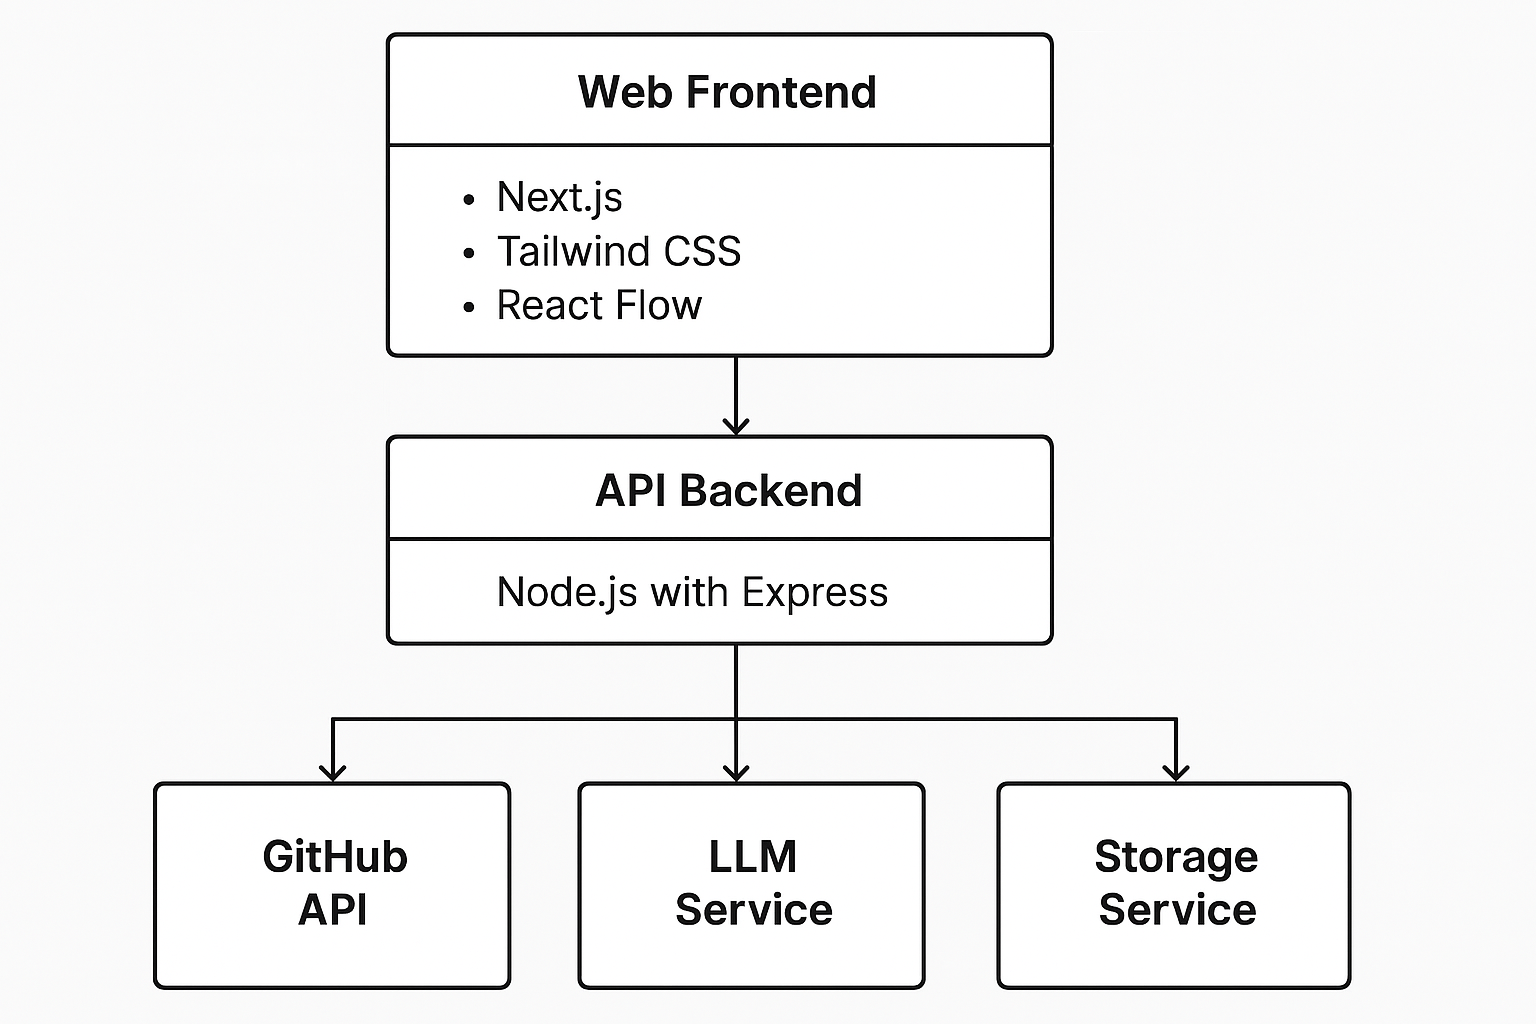 Web Frontend
• Next.js
• Tailwind CSS
• React Flow
API Backend
Node.js with Express
GitHub
API
LLM
Service
Storage
Service